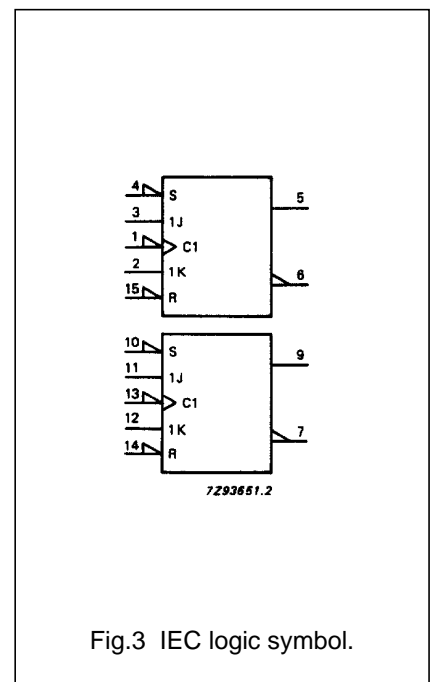 4 S 5
3 1J
1 C1
2 1K 6
15 R
10 S 9
11 1J
13 C1
12 1K 7
14 R
7Z93651.2
Fig.3 IEC logic symbol.